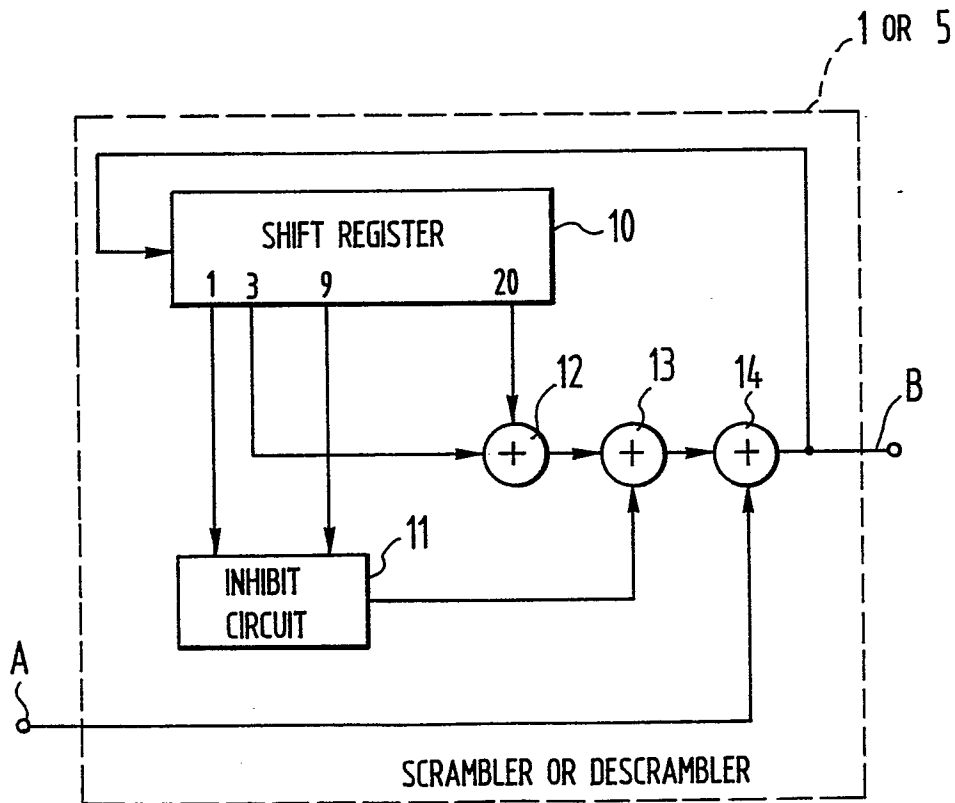 1 OR 5
SHIFT REGISTER
10
1 3 9 20
12
13
14
B
11
INHIBIT
CIRCUIT
A
SCRAMBLER OR DESCRAMBLER